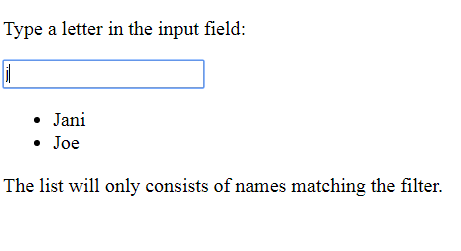 Type a letter in the input field:
j
Jani
Joe
The list will only consists of names matching the filter.